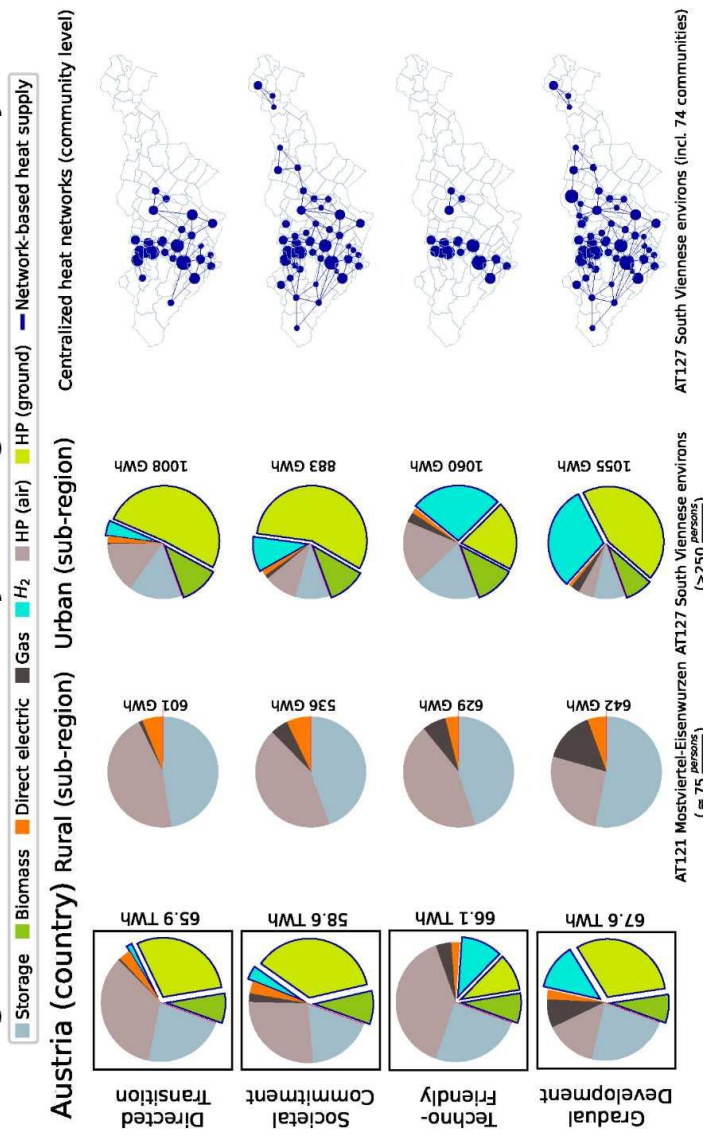 Storage Biomass Direct electric Gas H₂ HP (air) HP (ground) Network-based heat supply
Austria (country) Rural (sub-region) Urban (sub-region) Centralized heat networks (community level)
Directed
Transition
65.9 TWh
601 GWh
1008 GWh
Societal
Commitment
58.6 TWh
536 GWh
883 GWh
Techno-
Friendly
66.1 TWh
629 GWh
1060 GWh
Gradual
Development
67.6 TWh
642 GWh
1055 GWh
AT121 Mostviertel-Eisenwurzen AT127 South Viennese environs AT127 South Viennese environs (incl. 74 communities)
persons persons
(≈ 75 (>250